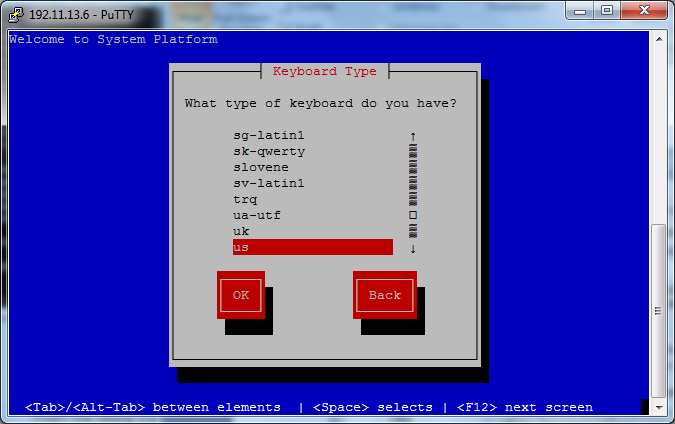 192.11.13.6 - PuTTY
Welcome to System Platform
Keyboard Type
What type of keyboard do you have?
sg-latin1
sk-qwerty
slovene
sv-latin1
trq
ua-utf
uk
us
OK Back
<Tab>/<Alt-Tab> between elements | <Space> selects | <F12> next screen